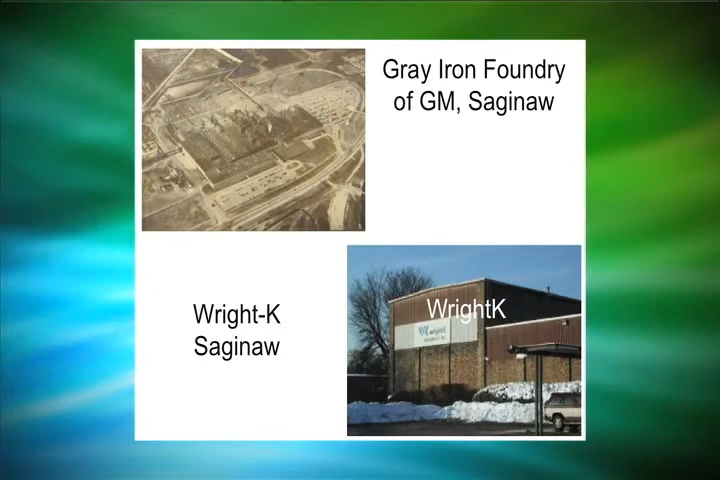 Gray Iron Foundry
of GM, Saginaw
Wright-K
Saginaw
WrightK